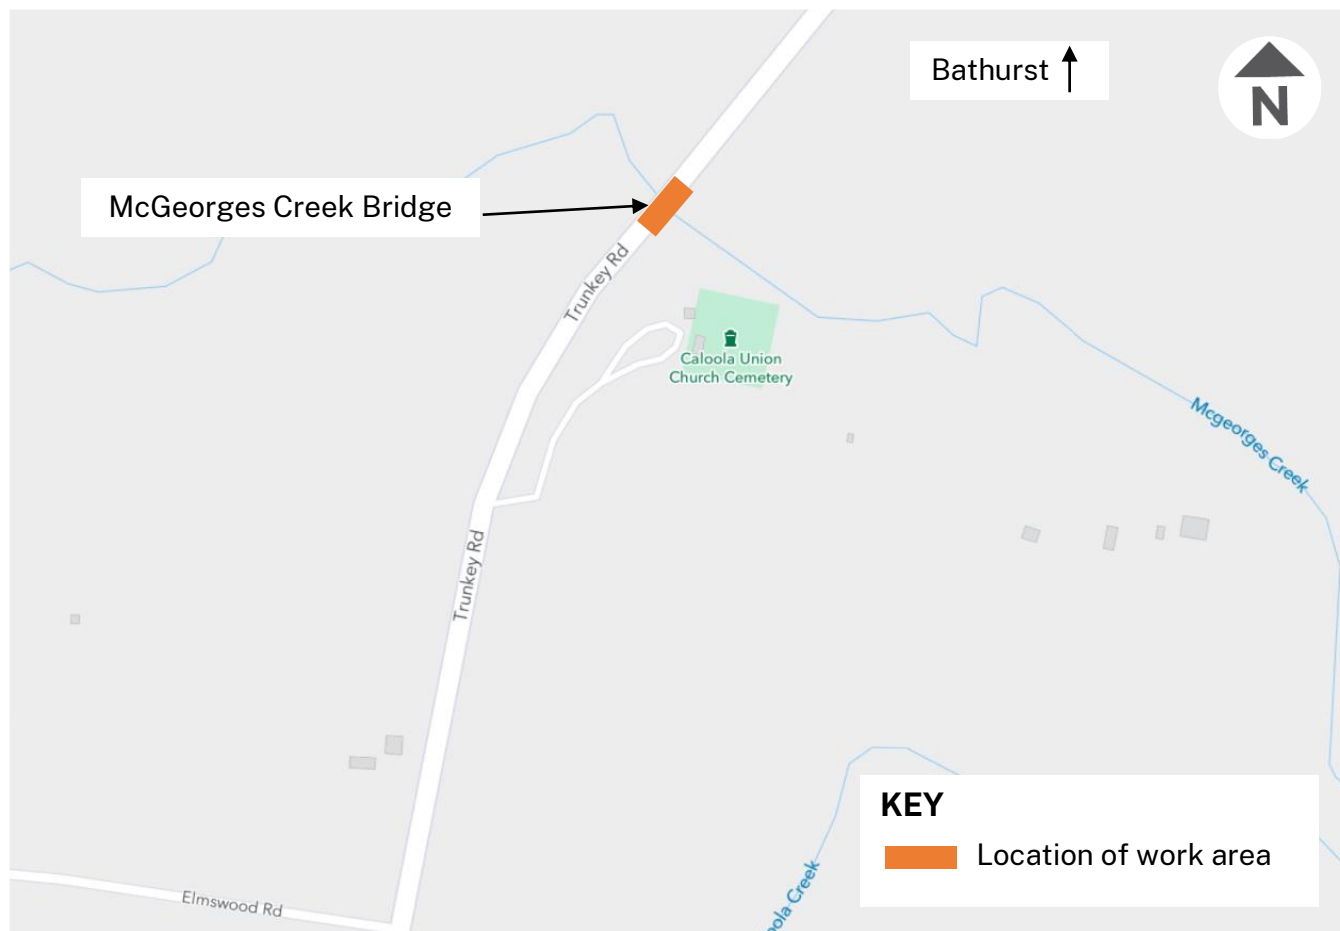 Bathurst
N
McGeorges Creek Bridge
Trunkey Rd
Caloola Union
Church Cemetery
Mcgeorges Creek
Trunkey Rd
KEY
Location of work area
Elmswood Rd
Creek